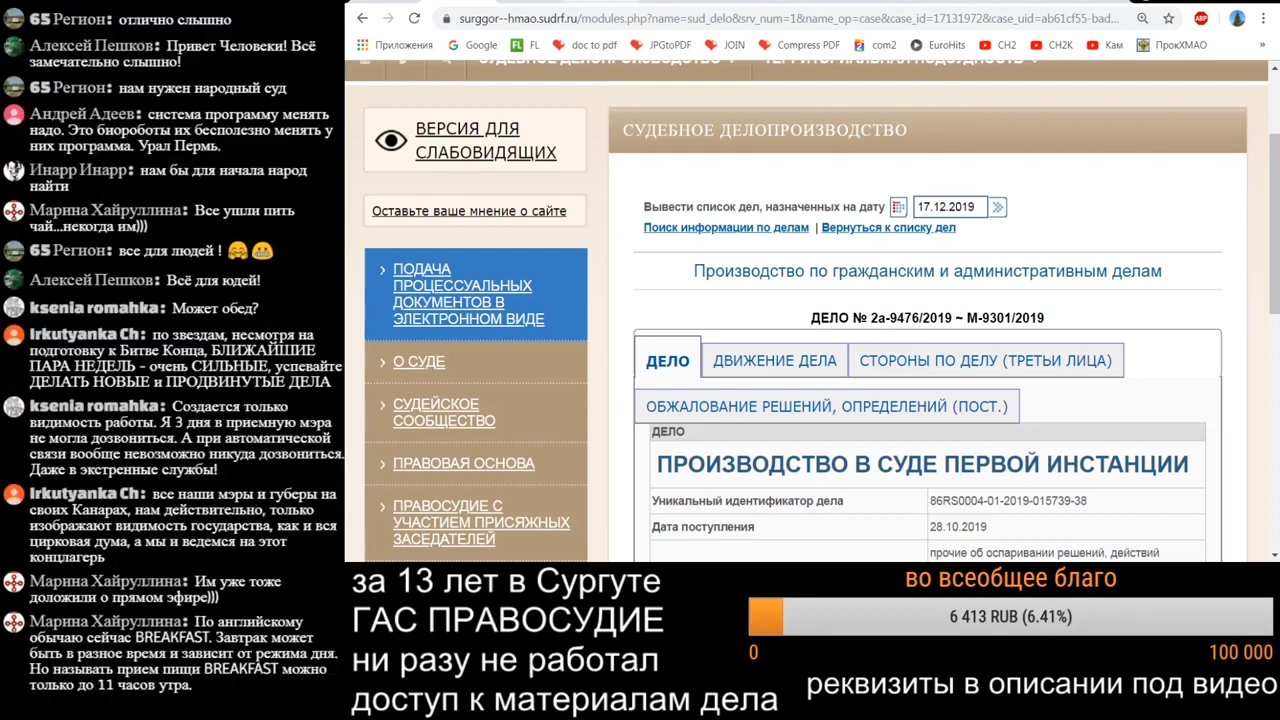 65 Регион: отлично слышно
Алексей Пешков: Привет Человеки! Всё
замечательно слышно!
65 Регион: нам нужен народный суд
Андрей Адеев: система программу менять
надо. Это биороботы их бесполезно менять у
них программа. Урал Пермь.
Инарр Инарр: нам бы для начала народ
найти
Марина Хайруллина: Все ушли пить
чай...некогда им)))
65 Регион: все для людей !
Алексей Пешков: Всё для юдей!
ksenia romahka: Может обед?
Irkutyanka Ch: по звездам, несмотря на
подготовку к Битве Конца, БЛИЖАЙШИЕ
ПАРА НЕДЕЛЬ - очень СИЛЬНЫЕ, успевайте
ДЕЛАТЬ НОВЫЕ и ПРОДВИНУТЫЕ ДЕЛА
ksenia romahka: Создается только
видимость работы. Я 3 дня в приемную мэра
не могла дозвониться. А при автоматической
связи вообще невозможно никуда дозвониться.
Даже в экстренные службы!
Irkutyanka Ch: все наши мэры и губеры на
своих Канарах, нам действительно, только
изображают видимость государства, как и вся
цирковая дума, а мы и ведемся на этот
концлагерь
Марина Хайруллина: Им уже тоже
доложили о прямом эфире)))
Марина Хайруллина: По английскому
обычаю сейчас BREAKFAST. Завтрак может
быть в разное время и зависит от режима дня.
Но называть прием пищи BREAKFAST можно
только до 11 часов утра.
surggor--hmao.sudrf.ru/modules.php?name=sud_delo&srv_num=1&name_op=case&case_id=17131972&case_uid=ab61cf55-bad...
ABP
Приложения Google FL FL doc to pdf JPGtoPDF JOIN Compress PDF com2 EuroHits CH2 CH2K Кам ПрокХМАО »
СУДЕБНОЕ ДЕЛОПРОИЗВОДСТВО ТЕРРИТОРИАЛЬНАЯ ПОДСУДНОСТЬ
ВЕРСИЯ ДЛЯ
СЛАБОВИДЯЩИХ
Оставьте ваше мнение о сайте
ПОДАЧА
ПРОЦЕССУАЛЬНЫХ
ДОКУМЕНТОВ В
ЭЛЕКТРОННОМ ВИДЕ
О СУДЕ
СУДЕЙСКОЕ
СООБЩЕСТВО
ПРАВОВАЯ ОСНОВА
ПРАВОСУДИЕ С
УЧАСТИЕМ ПРИСЯЖНЫХ
ЗАСЕДАТЕЛЕЙ
СУДЕБНОЕ ДЕЛОПРОИЗВОДСТВО
Вывести список дел, назначенных на дату 17.12.2019
Поиск информации по делам | Вернуться к списку дел
Производство по гражданским и административным делам
ДЕЛО № 2а-9476/2019 ~ М-9301/2019
ДЕЛО ДВИЖЕНИЕ ДЕЛА СТОРОНЫ ПО ДЕЛУ (ТРЕТЬИ ЛИЦА)
ОБЖАЛОВАНИЕ РЕШЕНИЙ, ОПРЕДЕЛЕНИЙ (ПОСТ.)
ДЕЛО
ПРОИЗВОДСТВО В СУДЕ ПЕРВОЙ ИНСТАНЦИИ
Уникальный идентификатор дела 86RS0004-01-2019-015739-38
Дата поступления 28.10.2019
прочие об оспаривании решений, действий
за 13 лет в Сургуте
ГАС ПРАВОСУДИЕ
ни разу не работал
доступ к материалам дела
во всеобщее благо
6 413 RUB (6.41%)
0 100 000
реквизиты в описании под видео